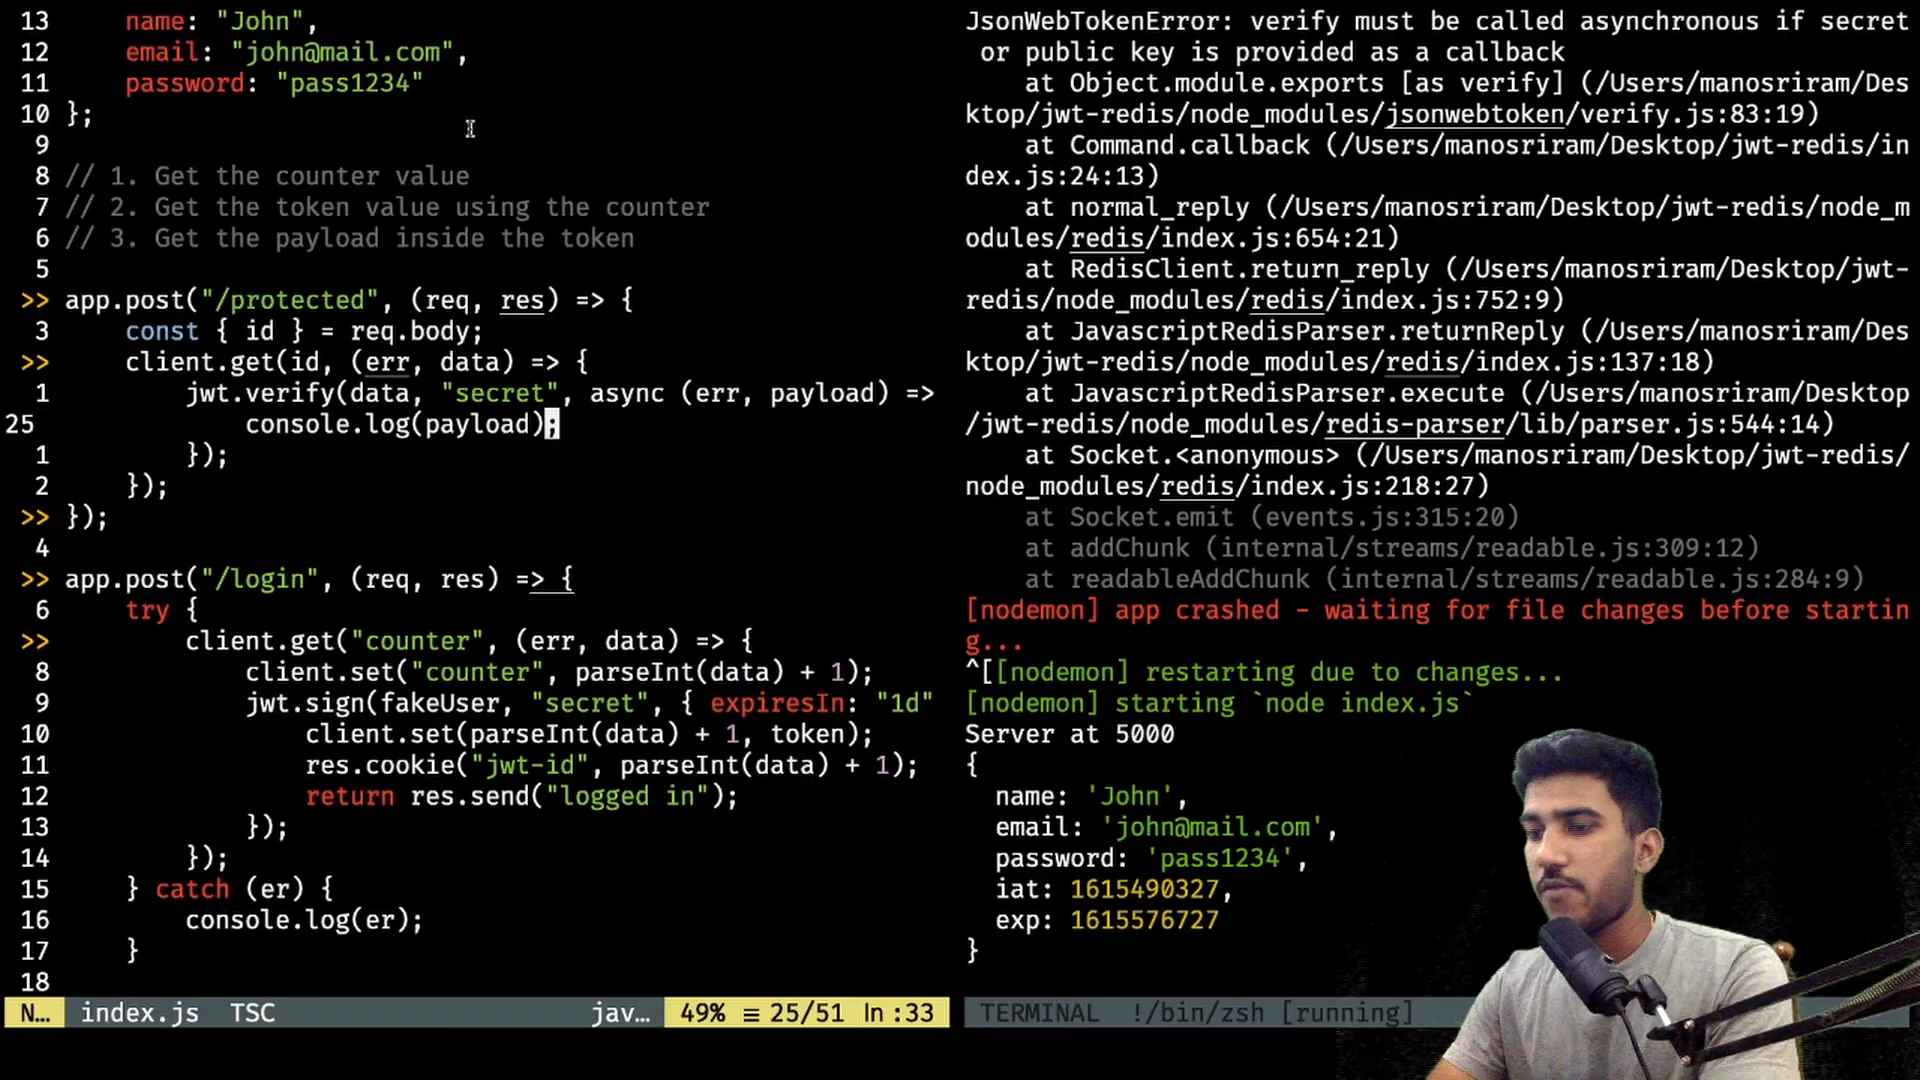 13 name: "John",
12 email: "john@mail.com",
11 password: "pass1234"
10 };
9
8 // 1. Get the counter value
7 // 2. Get the token value using the counter
6 // 3. Get the payload inside the token
5
>> app.post("/protected", (req, res) => {
3 const { id } = req.body;
>> client.get(id, (err, data) => {
1 jwt.verify(data, "secret", async (err, payload) =>
25 console.log(payload);
1 });
2 });
>> });
4
>> app.post("/login", (req, res) => {
6 try {
>> client.get("counter", (err, data) => {
8 client.set("counter", parseInt(data) + 1);
9 jwt.sign(fakeUser, "secret", { expiresIn: "1d"
10 client.set(parseInt(data) + 1, token);
11 res.cookie("jwt-id", parseInt(data) + 1);
12 return res.send("logged in");
13 });
14 });
15 } catch (er) {
16 console.log(er);
17 }
18
N… index.js TSC jav… 49% ≡ 25/51 ln :33
JsonWebTokenError: verify must be called asynchronous if secret
or public key is provided as a callback
at Object.module.exports [as verify] (/Users/manosriram/Des
ktop/jwt-redis/node_modules/jsonwebtoken/verify.js:83:19)
at Command.callback (/Users/manosriram/Desktop/jwt-redis/in
dex.js:24:13)
at normal_reply (/Users/manosriram/Desktop/jwt-redis/node_m
odules/redis/index.js:654:21)
at RedisClient.return_reply (/Users/manosriram/Desktop/jwt-
redis/node_modules/redis/index.js:752:9)
at JavascriptRedisParser.returnReply (/Users/manosriram/Des
ktop/jwt-redis/node_modules/redis/index.js:137:18)
at JavascriptRedisParser.execute (/Users/manosriram/Desktop
/jwt-redis/node_modules/redis-parser/lib/parser.js:544:14)
at Socket.<anonymous> (/Users/manosriram/Desktop/jwt-redis/
node_modules/redis/index.js:218:27)
at Socket.emit (events.js:315:20)
at addChunk (internal/streams/readable.js:309:12)
at readableAddChunk (internal/streams/readable.js:284:9)
[nodemon] app crashed - waiting for file changes before startin
g...
^[[nodemon] restarting due to changes...
[nodemon] starting `node index.js`
Server at 5000
{
name: 'John',
email: 'john@mail.com',
password: 'pass1234',
iat: 1615490327,
exp: 1615576727
}
TERMINAL !/bin/zsh [running]